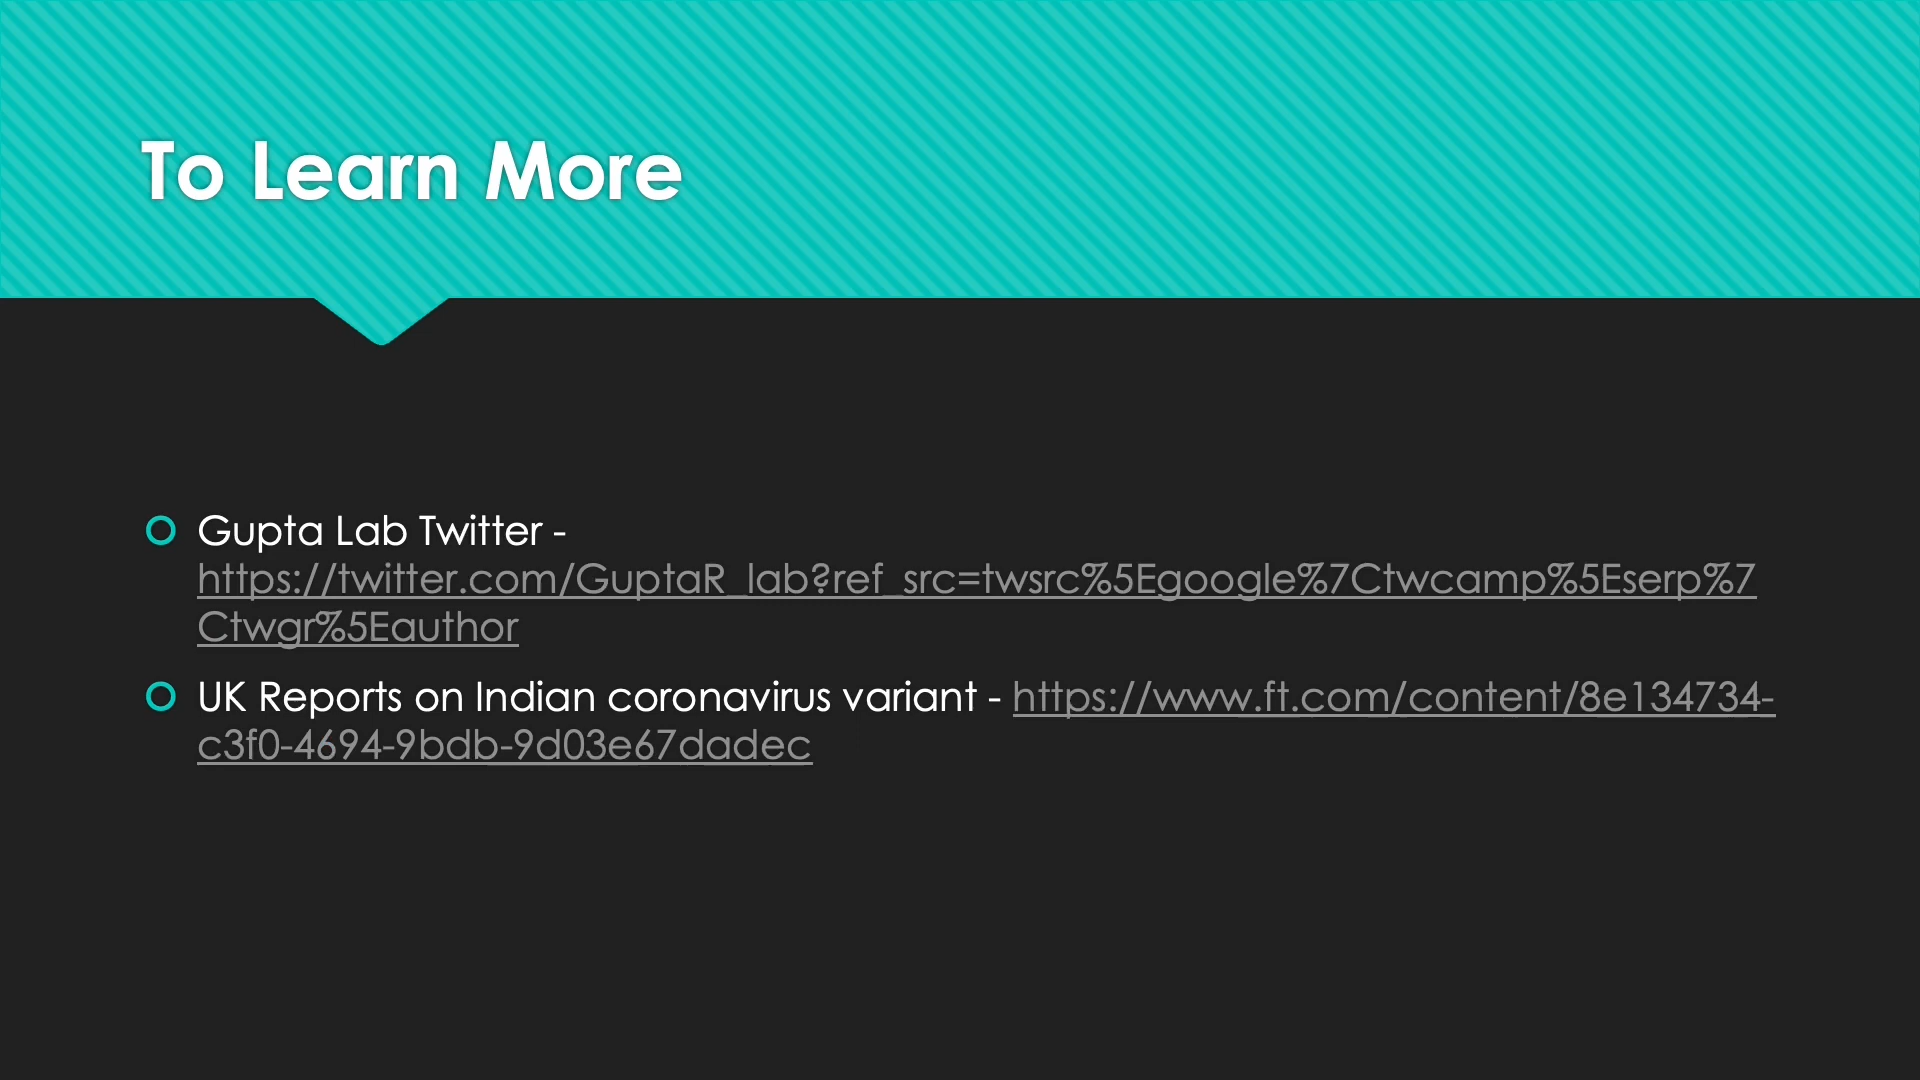 To Learn More
Gupta Lab Twitter -
https://twitter.com/GuptaR_lab?ref_src=twsrc%5Egoogle%7Ctwcamp%5Eserp%7
Ctwgr%5Eauthor
UK Reports on Indian coronavirus variant - https://www.ft.com/content/8e134734-
c3f0-4694-9bdb-9d03e67dadec